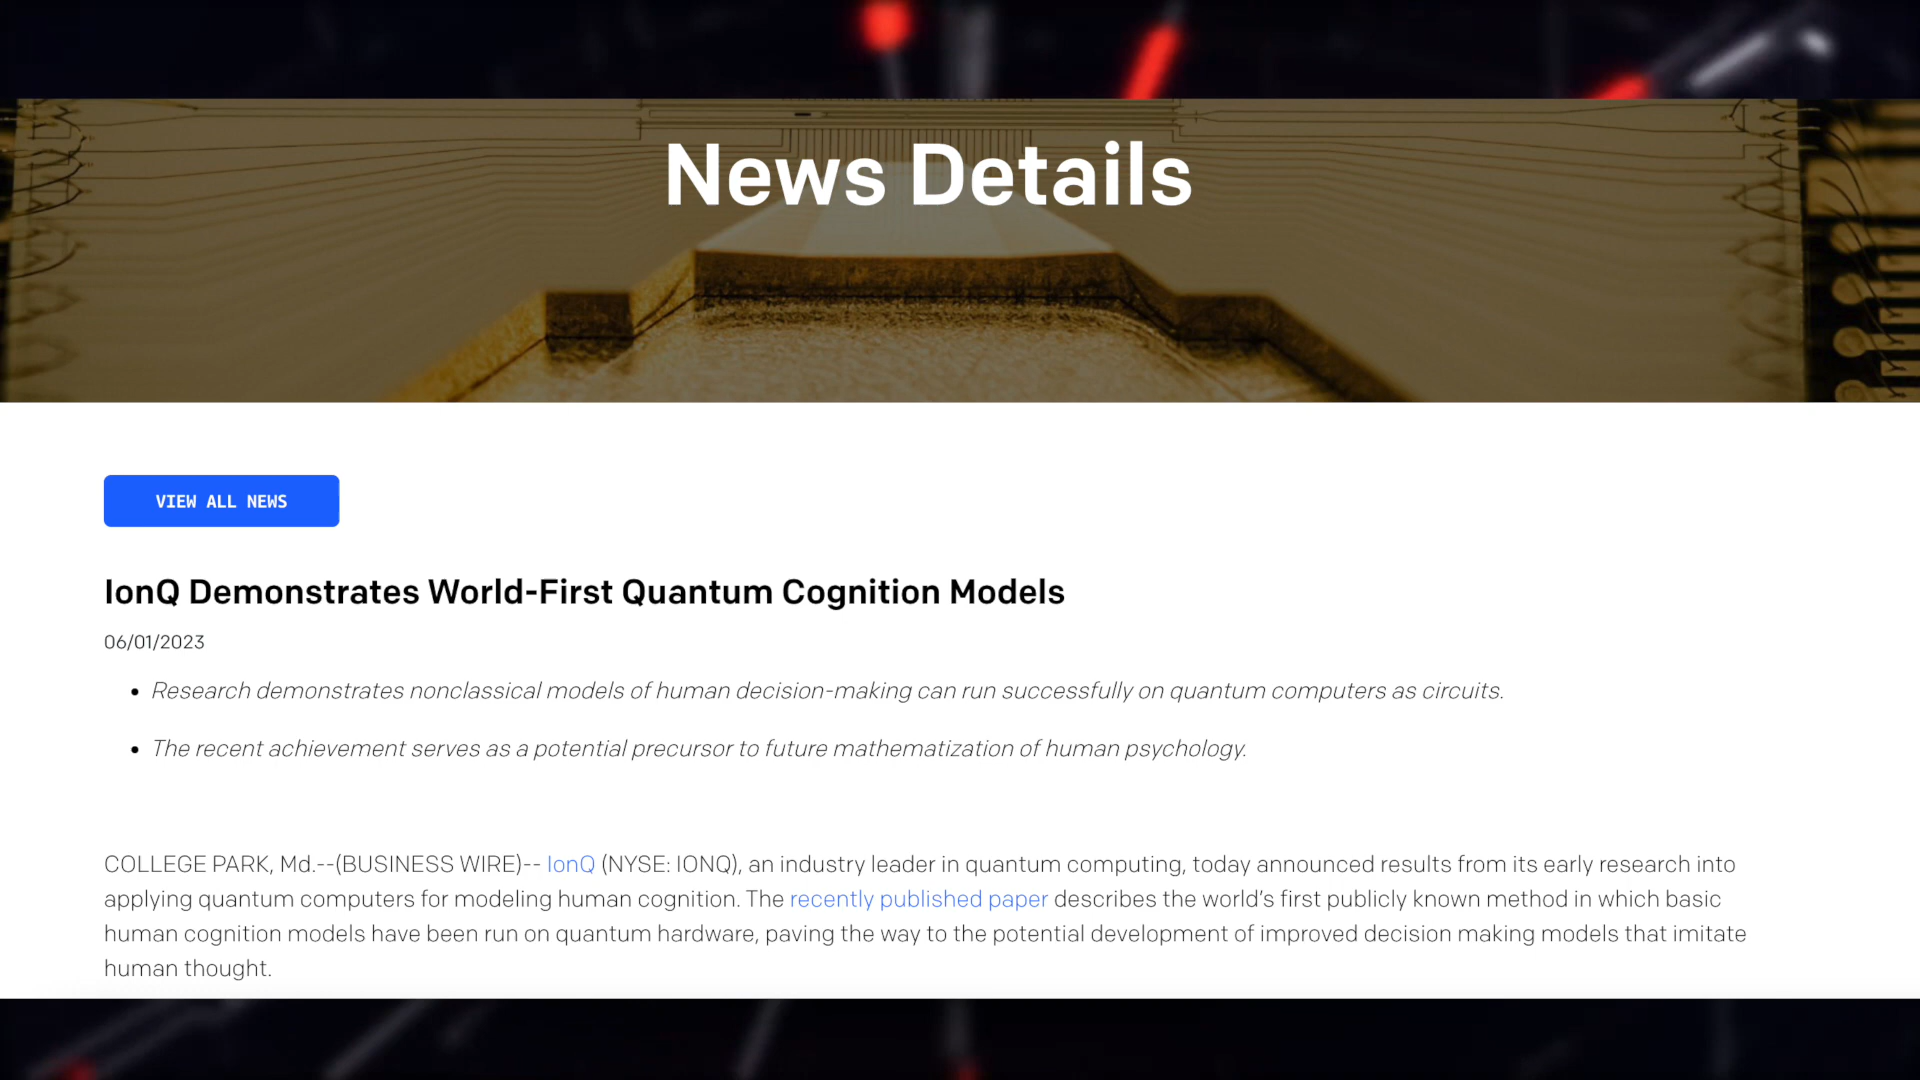 News Details
VIEW ALL NEWS
IonQ Demonstrates World-First Quantum Cognition Models
06/01/2023
• Research demonstrates nonclassical models of human decision-making can run successfully on quantum computers as circuits.
• The recent achievement serves as a potential precursor to future mathematization of human psychology.
COLLEGE PARK, Md.--(BUSINESS WIRE)-- IonQ (NYSE: IONQ), an industry leader in quantum computing, today announced results from its early research into
applying quantum computers for modeling human cognition. The recently published paper describes the world’s first publicly known method in which basic
human cognition models have been run on quantum hardware, paving the way to the potential development of improved decision making models that imitate
human thought.